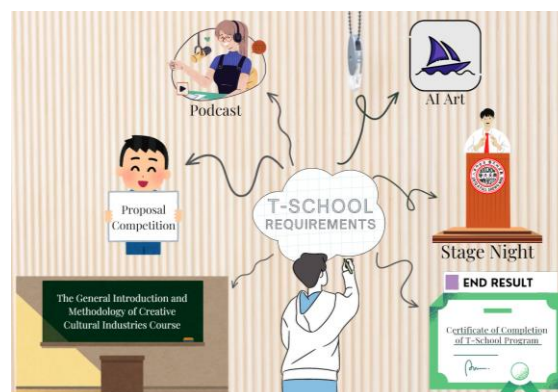 Podcast
AI Art
Proposal
Competition
T-SCHOOL
REQUIREMENTS
Stage Night
The General Introduction and
Methodology of Creative
Cultural Industries Course
END RESULT
Certificate of Completion
of T-School Program